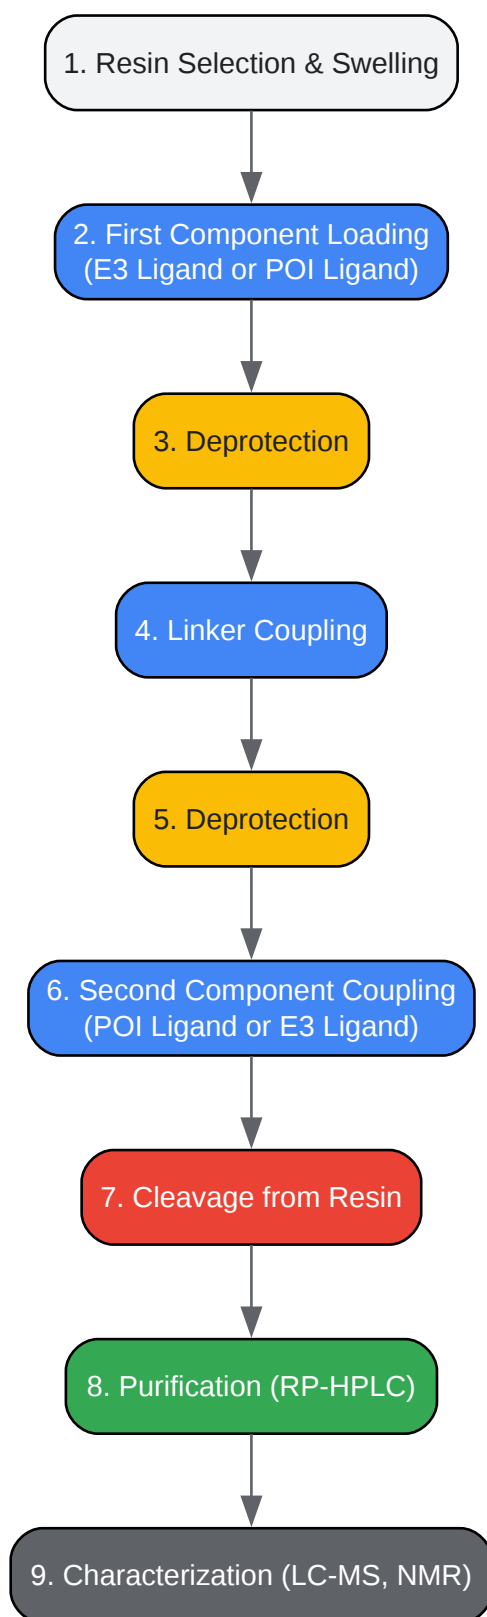 1. Resin Selection & Swelling
2. First Component Loading
(E3 Ligand or POI Ligand)
3. Deprotection
4. Linker Coupling
5. Deprotection
6. Second Component Coupling
(POI Ligand or E3 Ligand)
7. Cleavage from Resin
8. Purification (RP-HPLC)
9. Characterization (LC-MS, NMR)